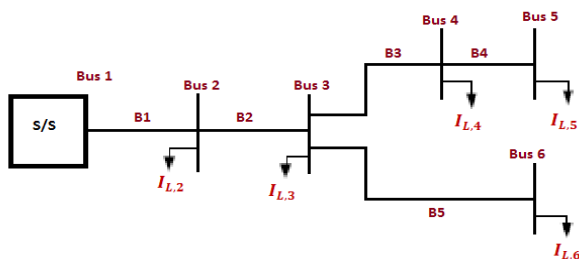 Bus 1
S/S
B1
Bus 2
I_{L,2}
B2
Bus 3
I_{L,3}
B3
Bus 4
I_{L,4}
B4
Bus 5
I_{L,5}
B5
Bus 6
I_{L,6}